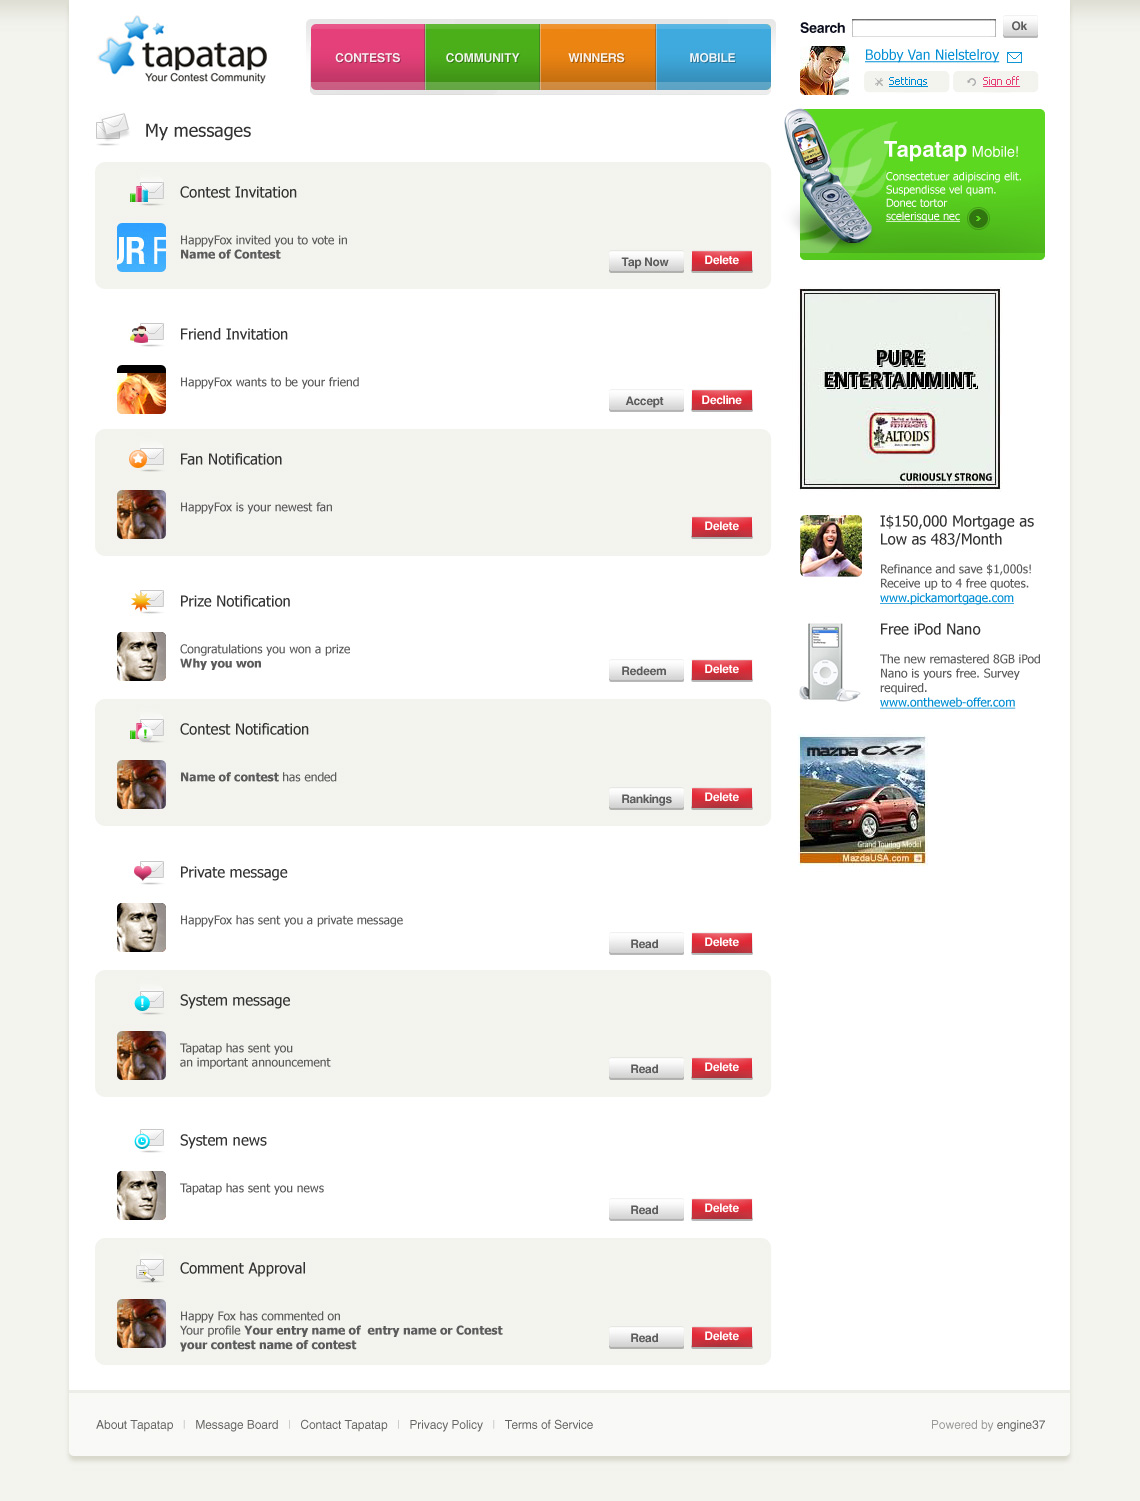 tapatap
Your Contest Community
CONTESTS
COMMUNITY
WINNERS
MOBILE
Search
Ok
Bobby Van Nielstelroy
Settings
Sign off
My messages
Contest Invitation
UR F
HappyFox invited you to vote in
Name of Contest
Tap Now
Delete
Friend Invitation
HappyFox wants to be your friend
Accept
Decline
Fan Notification
HappyFox is your newest fan
Delete
Prize Notification
Congratulations you won a prize
Why you won
Redeem
Delete
Contest Notification
Name of contest has ended
Rankings
Delete
Private message
HappyFox has sent you a private message
Read
Delete
System message
Tapatap has sent you
an important announcement
Read
Delete
System news
Tapatap has sent you news
Read
Delete
Comment Approval
Happy Fox has commented on
Your profile Your entry name of entry name or Contest
your contest name of contest
Read
Delete
Tapatap Mobile!
Consectetuer adipiscing elit.
Suspendisse vel quam.
Donec tortor
scelerisque nec
PURE
ENTERTAINMINT.
ALTOIDS
CURIOUSLY STRONG
I$150,000 Mortgage as
Low as 483/Month
Refinance and save $1,000s!
Receive up to 4 free quotes.
www.pickamortgage.com
Free iPod Nano
The new remastered 8GB iPod
Nano is yours free. Survey
required.
www.ontheweb-offer.com
mazda CX-7
Grand Touring Model
MazdaUSA.com
About Tapatap
Message Board
Contact Tapatap
Privacy Policy
Terms of Service
Powered by engine37